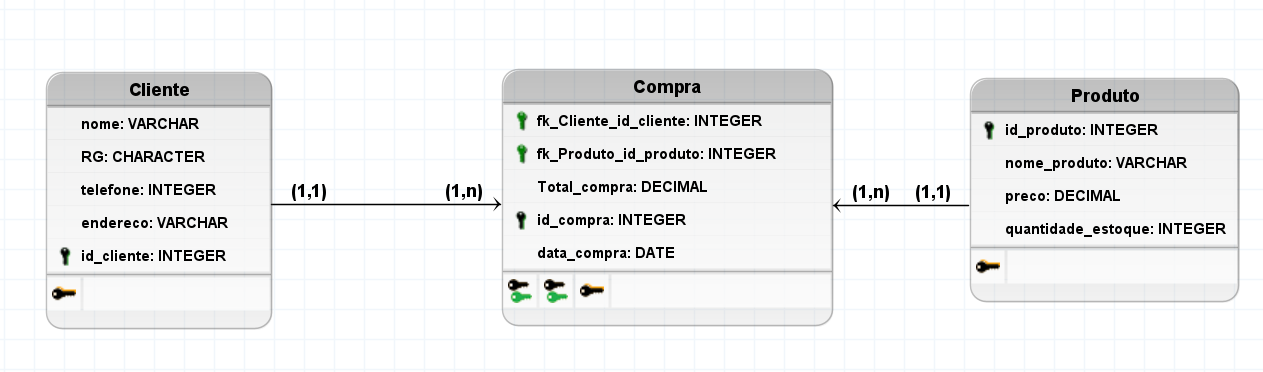 Cliente
nome: VARCHAR
RG: CHARACTER
telefone: INTEGER
endereco: VARCHAR
id_cliente: INTEGER
(1,1)
(1,n)
Compra
fk_Cliente_id_cliente: INTEGER
fk_Produto_id_produto: INTEGER
Total_compra: DECIMAL
id_compra: INTEGER
data_compra: DATE
(1,n)
(1,1)
Produto
id_produto: INTEGER
nome_produto: VARCHAR
preco: DECIMAL
quantidade_estoque: INTEGER